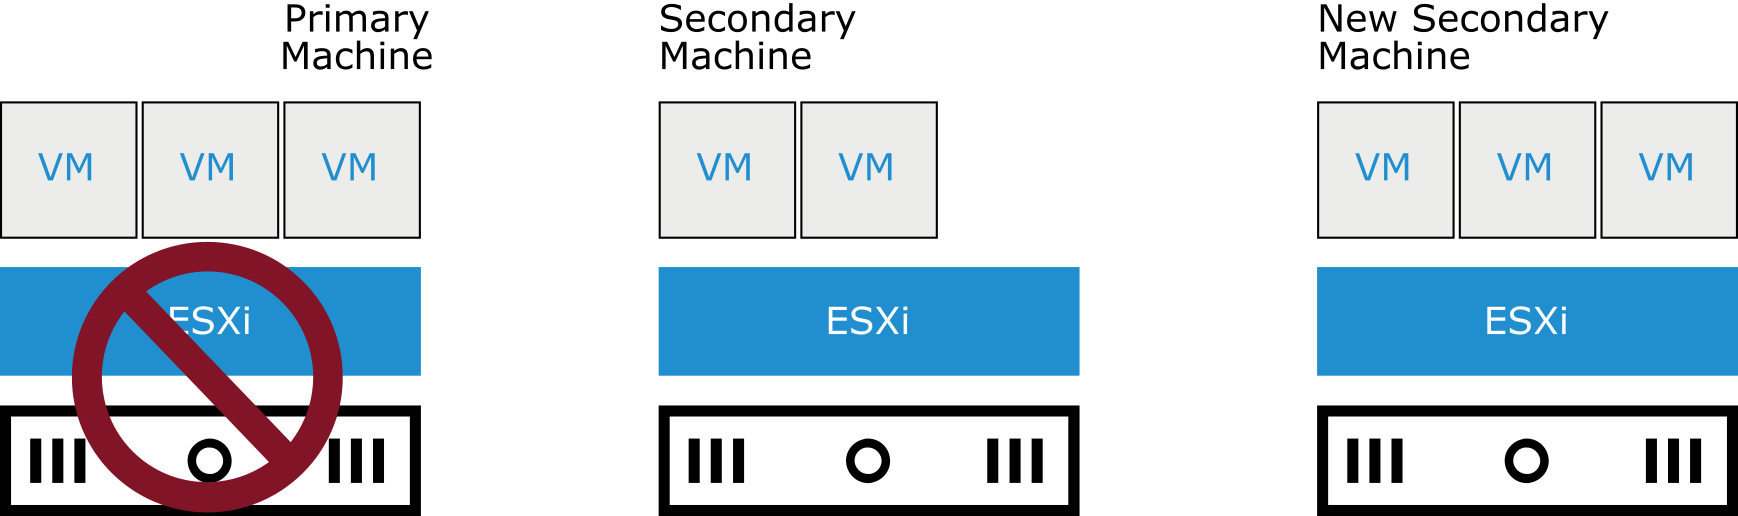 Primary
Machine
Secondary
Machine
New Secondary
Machine
VM VM VM
VM VM
VM VM VM
ESXi
ESXi
ESXi